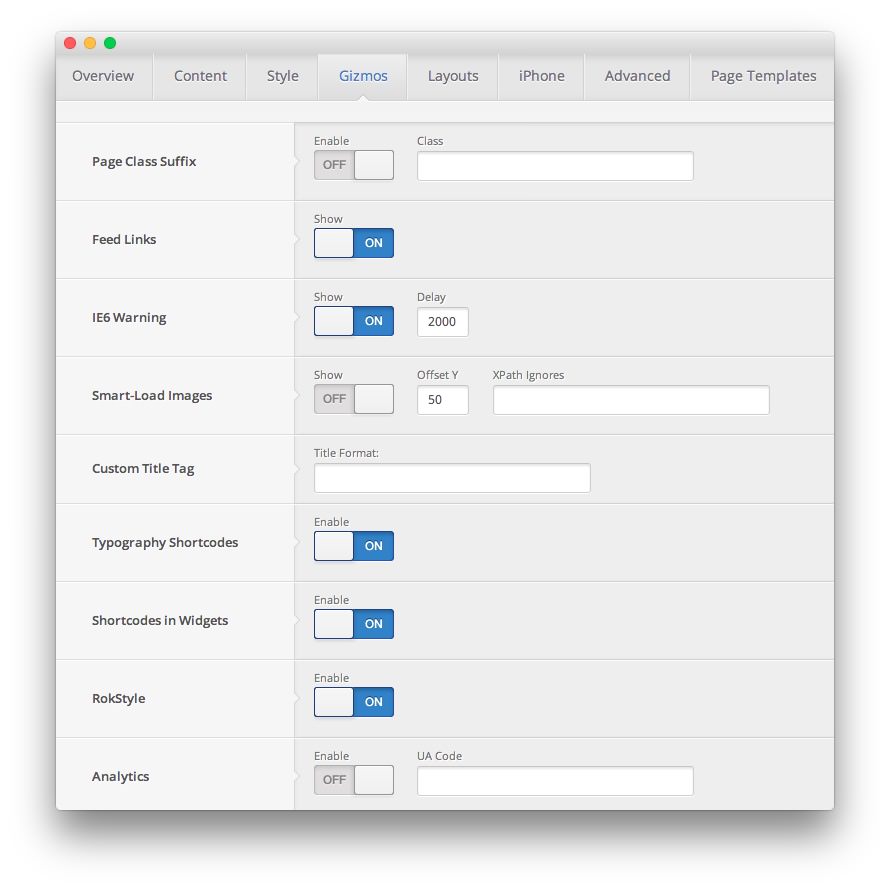 Overview Content Style Gizmos Layouts iPhone Advanced Page Templates
Enable Class
Page Class Suffix OFF
Show
Feed Links ON
Show Delay
IE6 Warning ON 2000
Show Offset Y XPath Ignores
Smart-Load Images OFF 50
Title Format:
Custom Title Tag
Enable
Typography Shortcodes ON
Enable
Shortcodes in Widgets ON
Enable
RokStyle ON
Enable UA Code
Analytics OFF